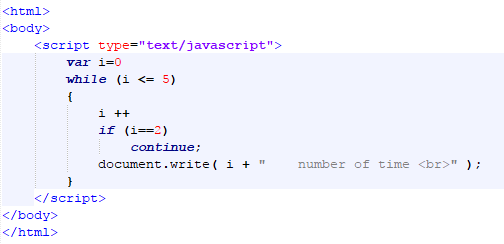 <html>
<body>
<script type="text/javascript">
var i=0
while (i <= 5)
{
i ++
if (i==2)
continue;
document.write( i + "    number of time <br>" );
}
</script>
</body>
</html>